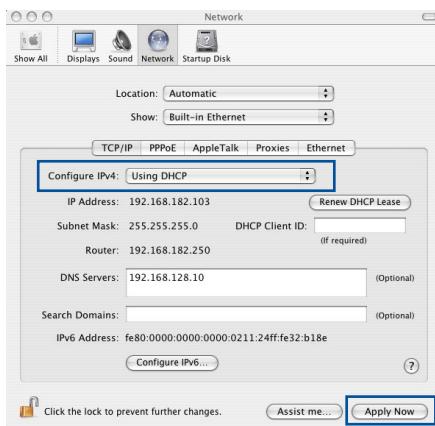 Network
Show All Displays Sound Network Startup Disk
Location: Automatic
Show: Built-in Ethernet
TCP/IP PPPoE AppleTalk Proxies Ethernet
Configure IPv4: Using DHCP
IP Address: 192.168.182.103 Renew DHCP Lease
Subnet Mask: 255.255.255.0 DHCP Client ID:
(If required)
Router: 192.168.182.250
DNS Servers: 192.168.128.10 (Optional)
Search Domains: (Optional)
IPv6 Address: fe80:0000:0000:0000:0211:24ff:fe32:b18e
Configure IPv6... ?
Click the lock to prevent further changes. Assist me... Apply Now